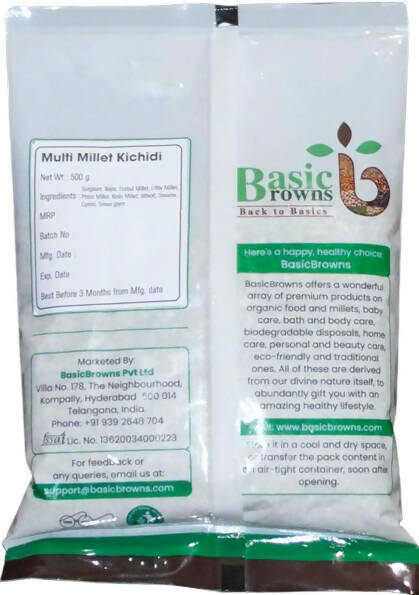 Multi Millet Kichidi
Net Wt : 500 g
Ingredients : Sorghum, Bajra, Foxtail Millet, Little Millet,
Proso Millet, Kodo Millet, Wheat, Sesame,
Cumin, Green gram
MRP
Batch No :
Mfg. Date :
Exp. Date :
Best Before 3 Months from Mfg. date
Marketed By:
BasicBrowns Pvt Ltd
Villa No. 178, The Neighbourhood,
Kompally, Hyderabad 500 014
Telangana, India.
Phone: +91 939 2648 704
fssai Lic. No. 13620034000223
For feedback or
any queries, email us at:
support@basicbrowns.com
Basic
Browns
Back to Basics
Here's a happy, healthy choice:
BasicBrowns
BasicBrowns offers a wonderful
array of premium products on
organic food and millets, baby
care, bath and body care,
biodegradable disposals, home
care, personal and beauty care,
eco-friendly and traditional
ones. All of these are derived
from our divine nature itself, to
abundantly gift you with an
amazing healthy lifestyle.
Visit: www.basicbrowns.com
it in a cool and dry space,
or transfer the pack content in
an air-tight container, soon after
opening.